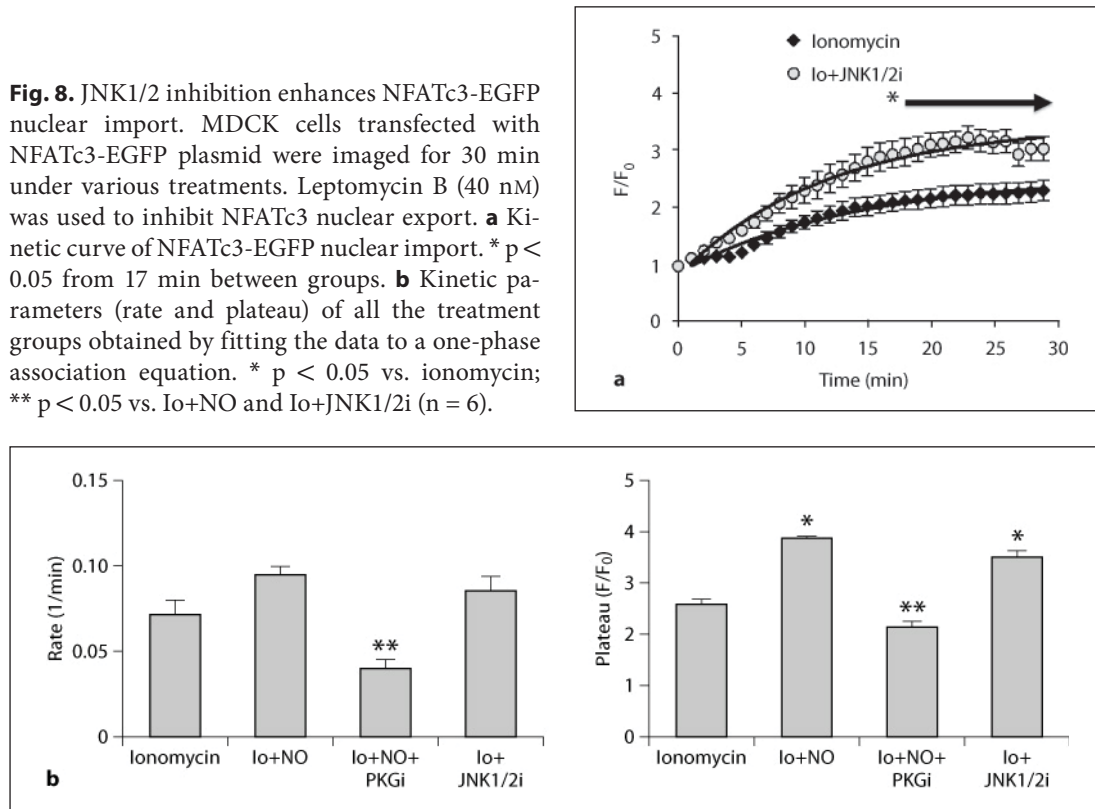 Fig. 8. JNK1/2 inhibition enhances NFATc3-EGFP
nuclear import. MDCK cells transfected with
NFATc3-EGFP plasmid were imaged for 30 min
under various treatments. Leptomycin B (40 nM)
was used to inhibit NFATc3 nuclear export. a Ki-
netic curve of NFATc3-EGFP nuclear import. * p <
0.05 from 17 min between groups. b Kinetic pa-
rameters (rate and plateau) of all the treatment
groups obtained by fitting the data to a one-phase
association equation. * p < 0.05 vs. ionomycin;
** p < 0.05 vs. Io+NO and Io+JNK1/2i (n = 6).
Ionomycin
Io+JNK1/2i
*
F/F0
5
4
3
2
1
0
0 5 10 15 20 25 30
Time (min)
a
Rate (1/min)
0.15
0.10
0.05
0
**
Ionomycin Io+NO Io+NO+ Io+
PKGi JNK1/2i
b
Plateau (F/F0)
5
4
3
2
1
0
*
**
*
Ionomycin Io+NO Io+NO+ Io+
PKGi JNK1/2i